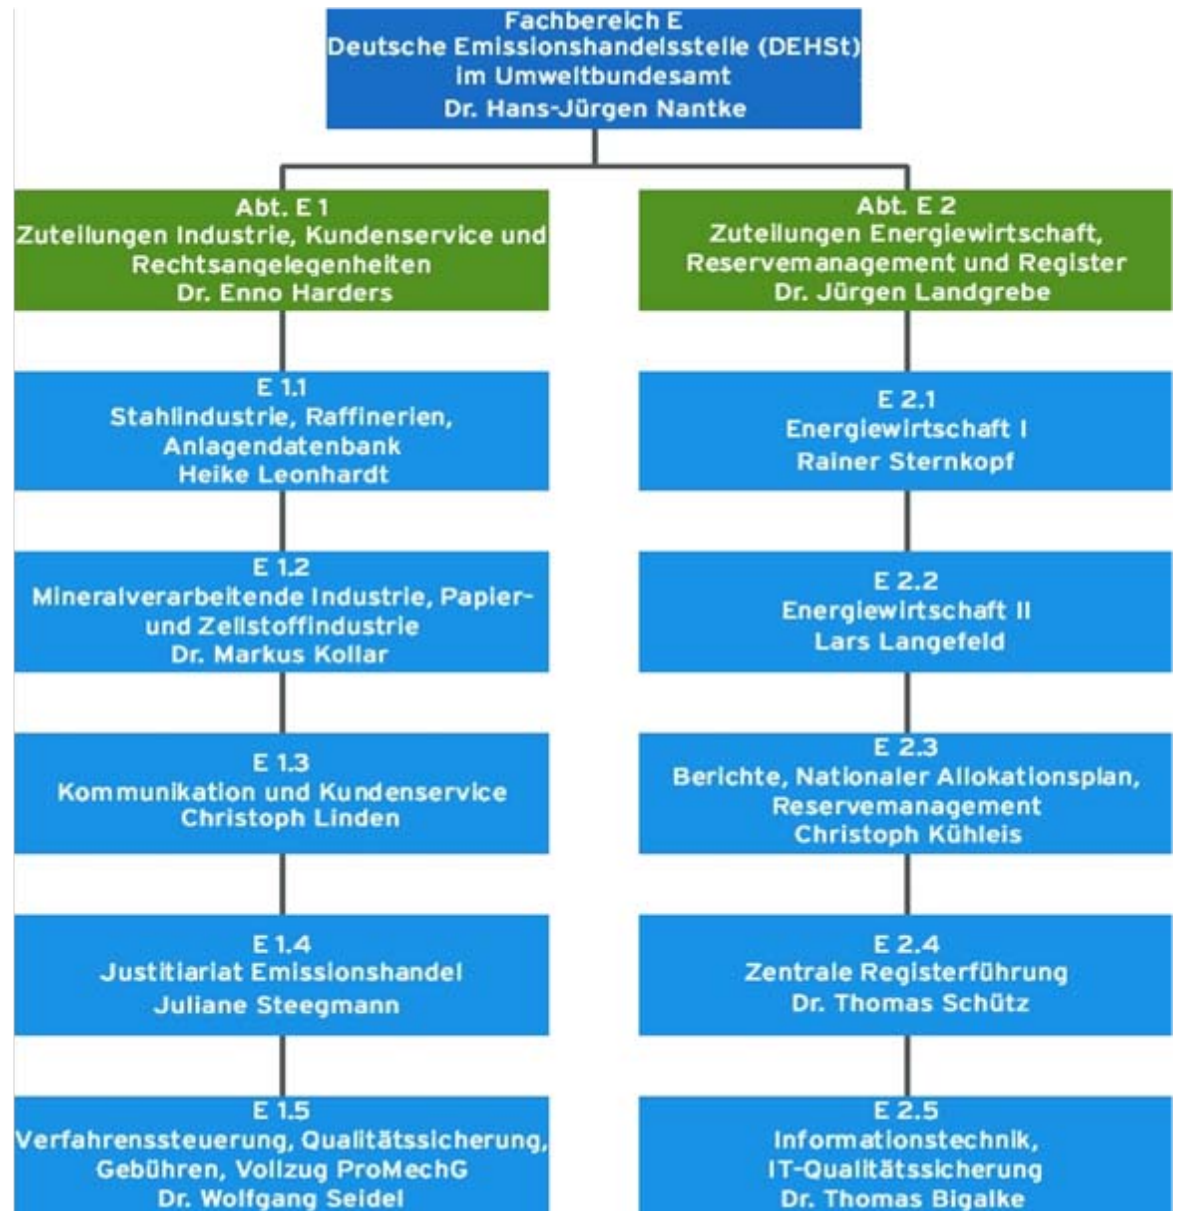 Fachbereich E
Deutsche Emissionshandelsstelle (DEHSt)
im Umweltbundesamt
Dr. Hans-Jürgen Nantke
Abt. E 1
Zuteilungen Industrie, Kundenservice und
Rechtsangelegenheiten
Dr. Enno Harders
E 1.1
Stahlindustrie, Raffinerien,
Anlagendatenbank
Heike Leonhardt
E 1.2
Mineralverarbeitende Industrie, Papier-
und Zellstoffindustrie
Dr. Markus Kollar
E 1.3
Kommunikation und Kundenservice
Christoph Linden
E 1.4
Justitiariat Emissionshandel
Juliane Steegmann
E 1.5
Verfahrenssteuerung, Qualitätssicherung,
Gebühren, Vollzug ProMechG
Dr. Wolfgang Seidel
Abt. E 2
Zuteilungen Energiewirtschaft,
Reservemanagement und Register
Dr. Jürgen Landgrebe
E 2.1
Energiewirtschaft I
Rainer Sternkopf
E 2.2
Energiewirtschaft II
Lars Langefeld
E 2.3
Berichte, Nationaler Allokationsplan,
Reservemanagement
Christoph Kühleis
E 2.4
Zentrale Registerführung
Dr. Thomas Schütz
E 2.5
Informationstechnik,
IT-Qualitätssicherung
Dr. Thomas Bigalke